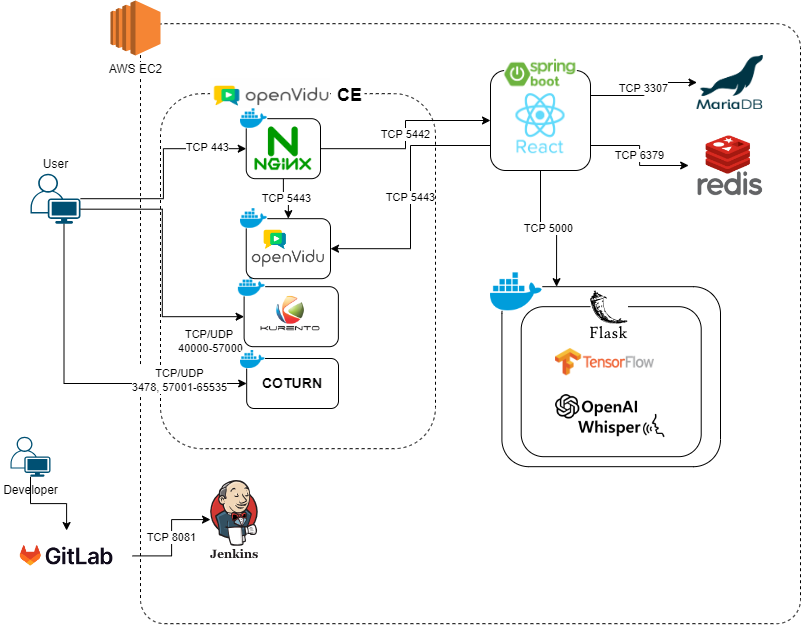 AWS EC2
openVidu CE
spring
boot
React
TCP 3307
MariaDB
TCP 6379
redis
User
TCP 443
NGINX
TCP 5442
TCP 5443
TCP 5443
openVidu
TCP 5000
KURENTO
TCP/UDP
40000-57000
Flask
TensorFlow
TCP/UDP
3478, 57001-65535
COTURN
OpenAI
Whisper
Developer
GitLab
TCP 8081
Jenkins